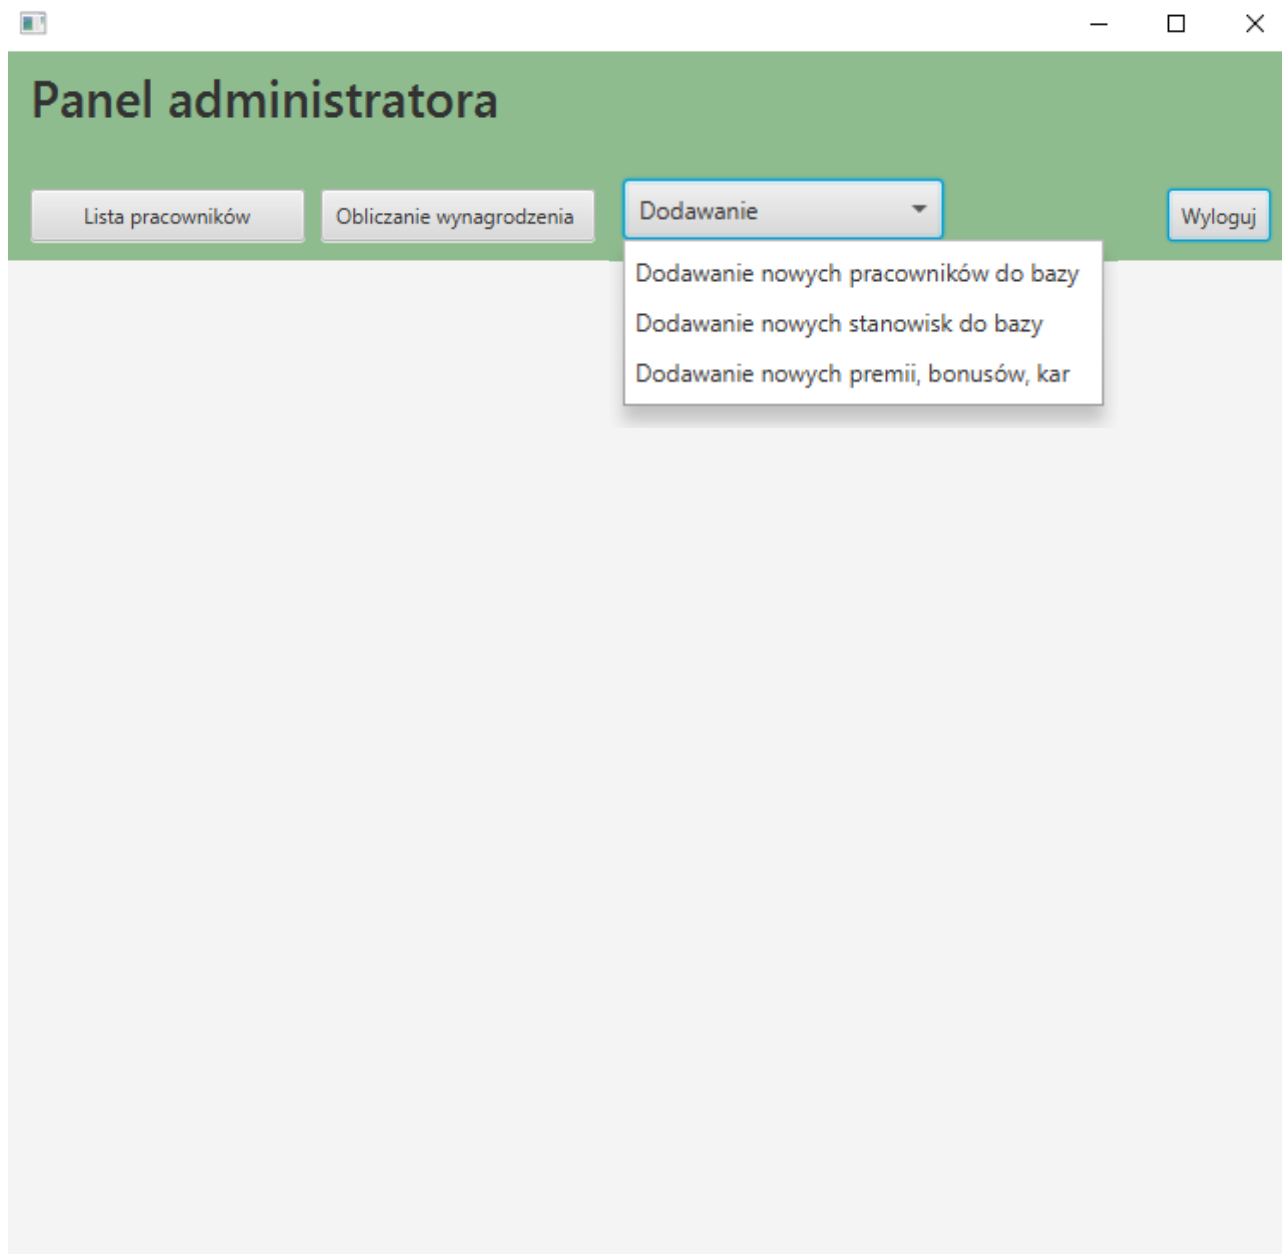 Panel administratora
Lista pracowników
Obliczanie wynagrodzenia
Dodawanie
Wyloguj
Dodawanie nowych pracowników do bazy
Dodawanie nowych stanowisk do bazy
Dodawanie nowych premii, bonusów, kar